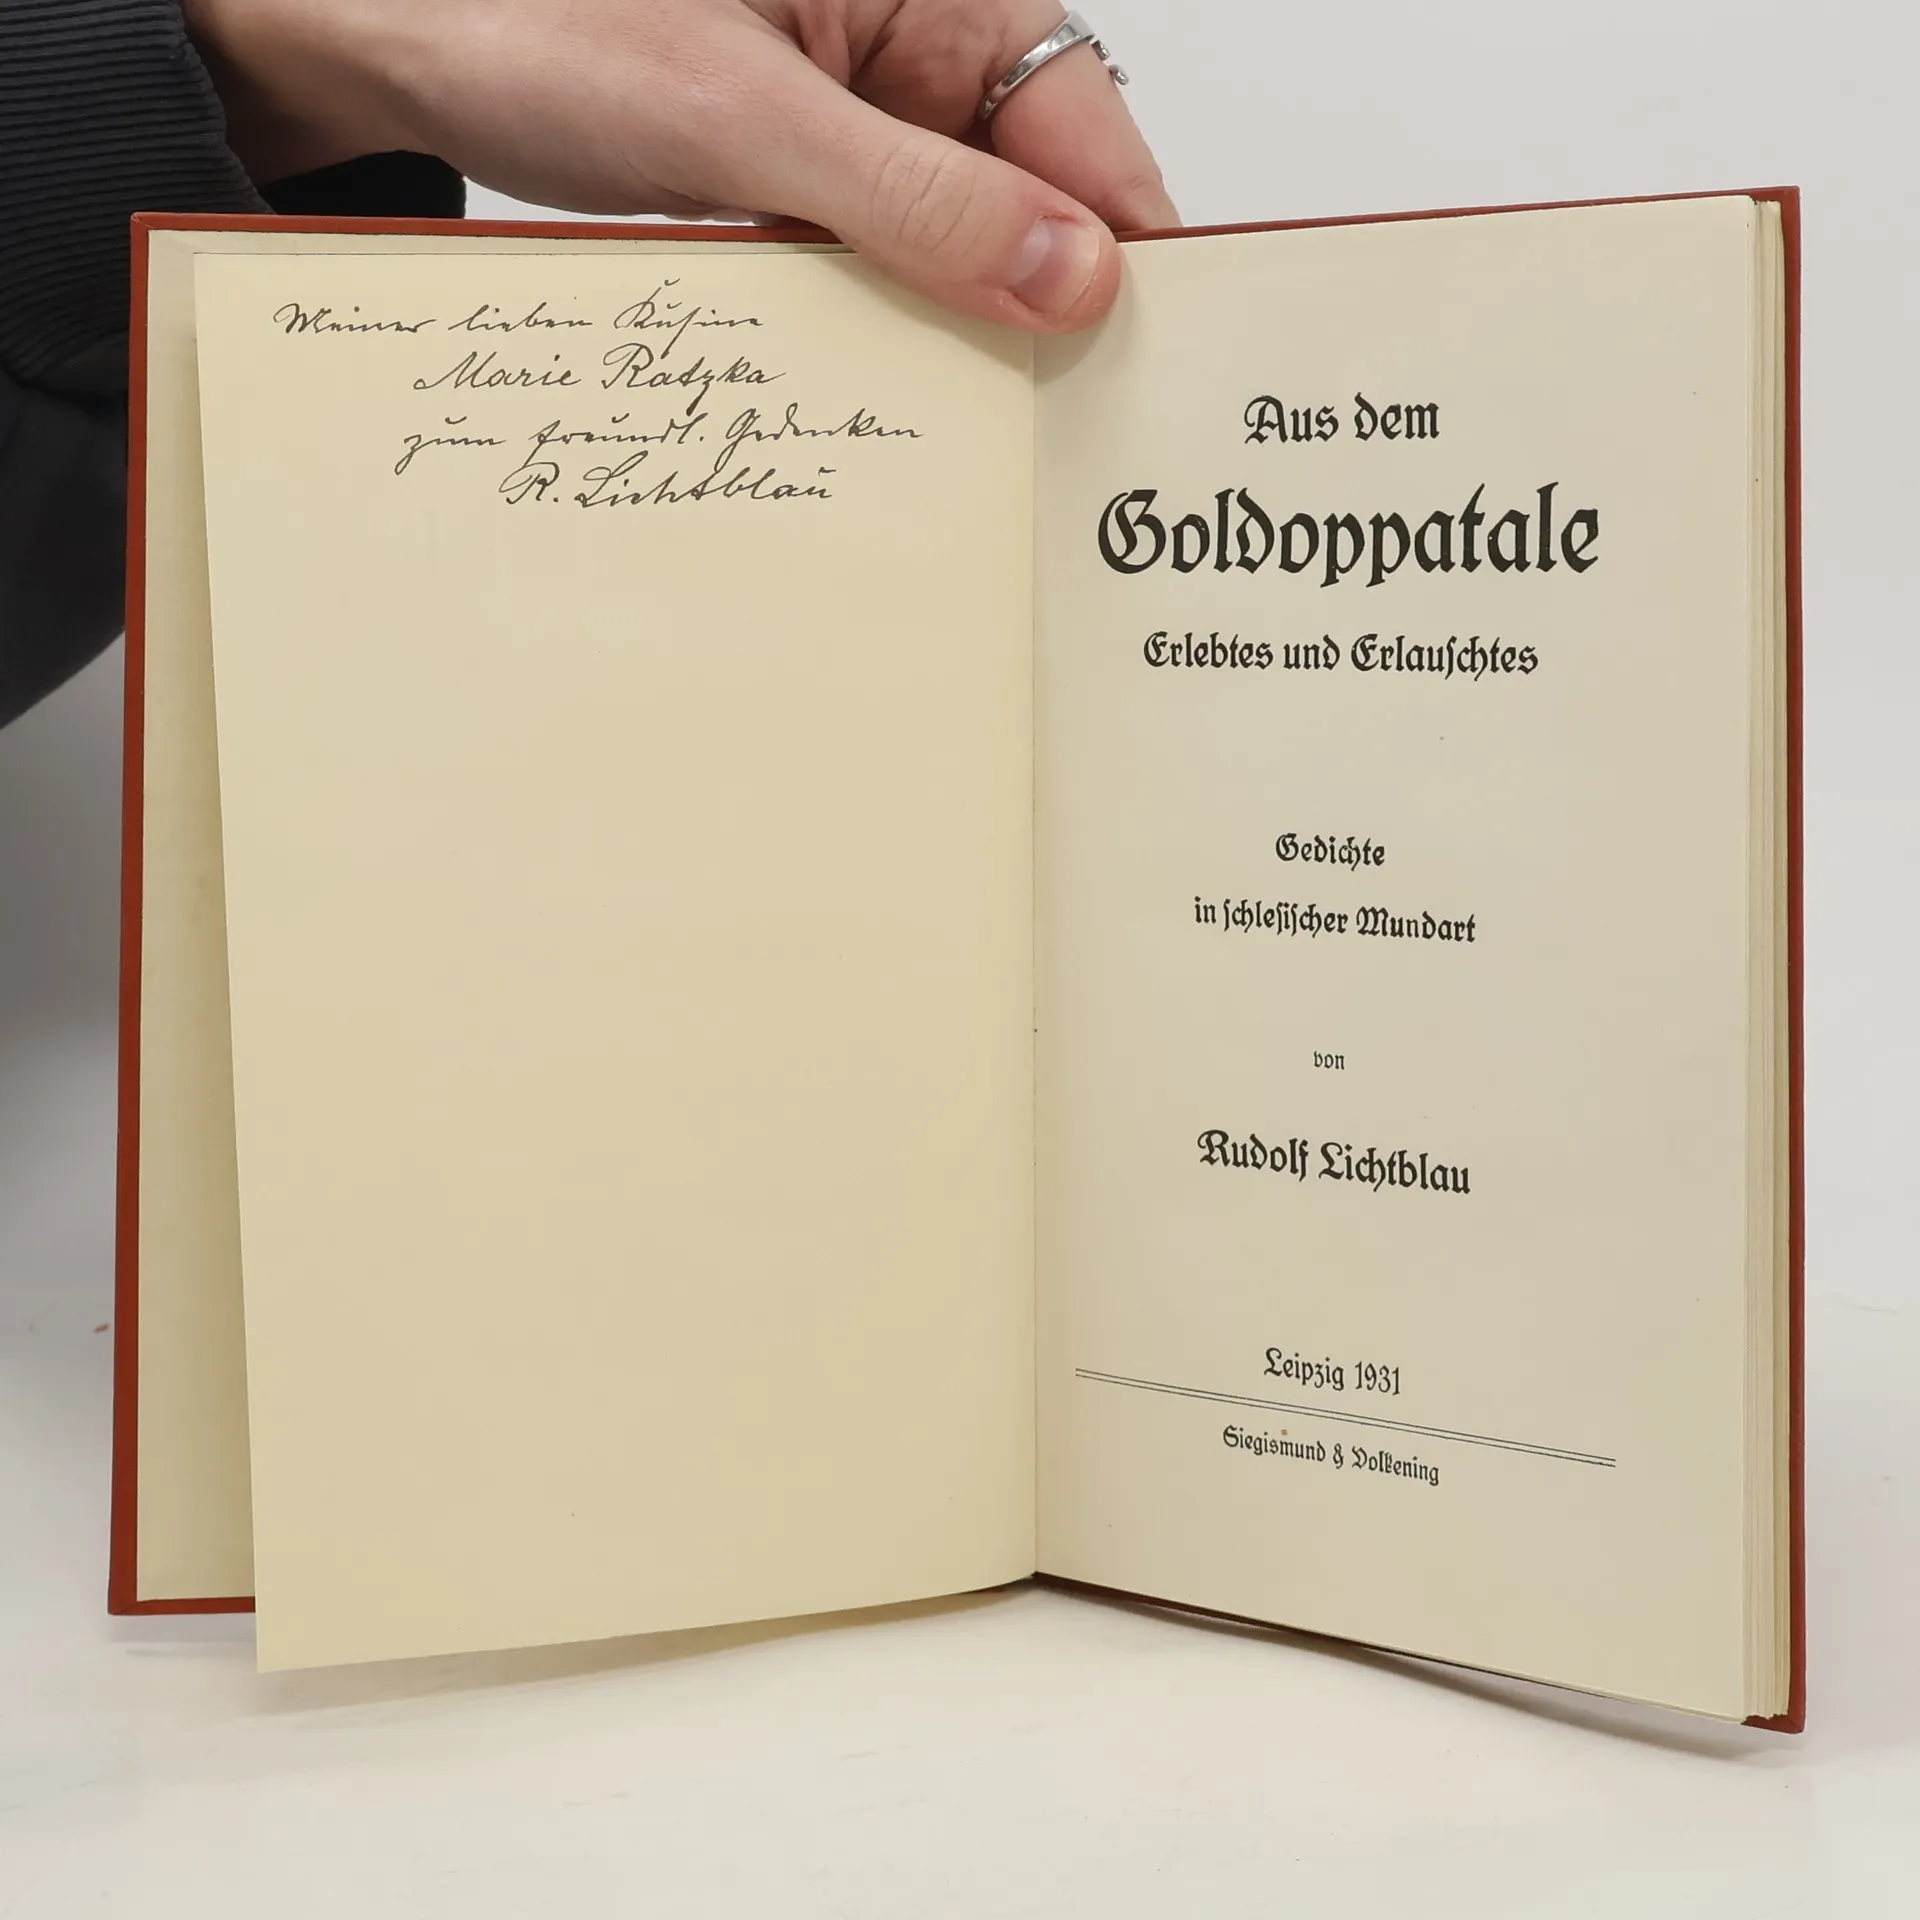 Meiner lieben Kusine
Marie Ratzka
zum freundl. Gedenken
R. Lichtblau
Aus dem
Goldoppatale
Erlebtes und Erlauſchtes
Gedichte
in ſchleſiſcher Mundart
von
Rudolf Lichtblau
Leipzig 1931
Siegismund & Volkening